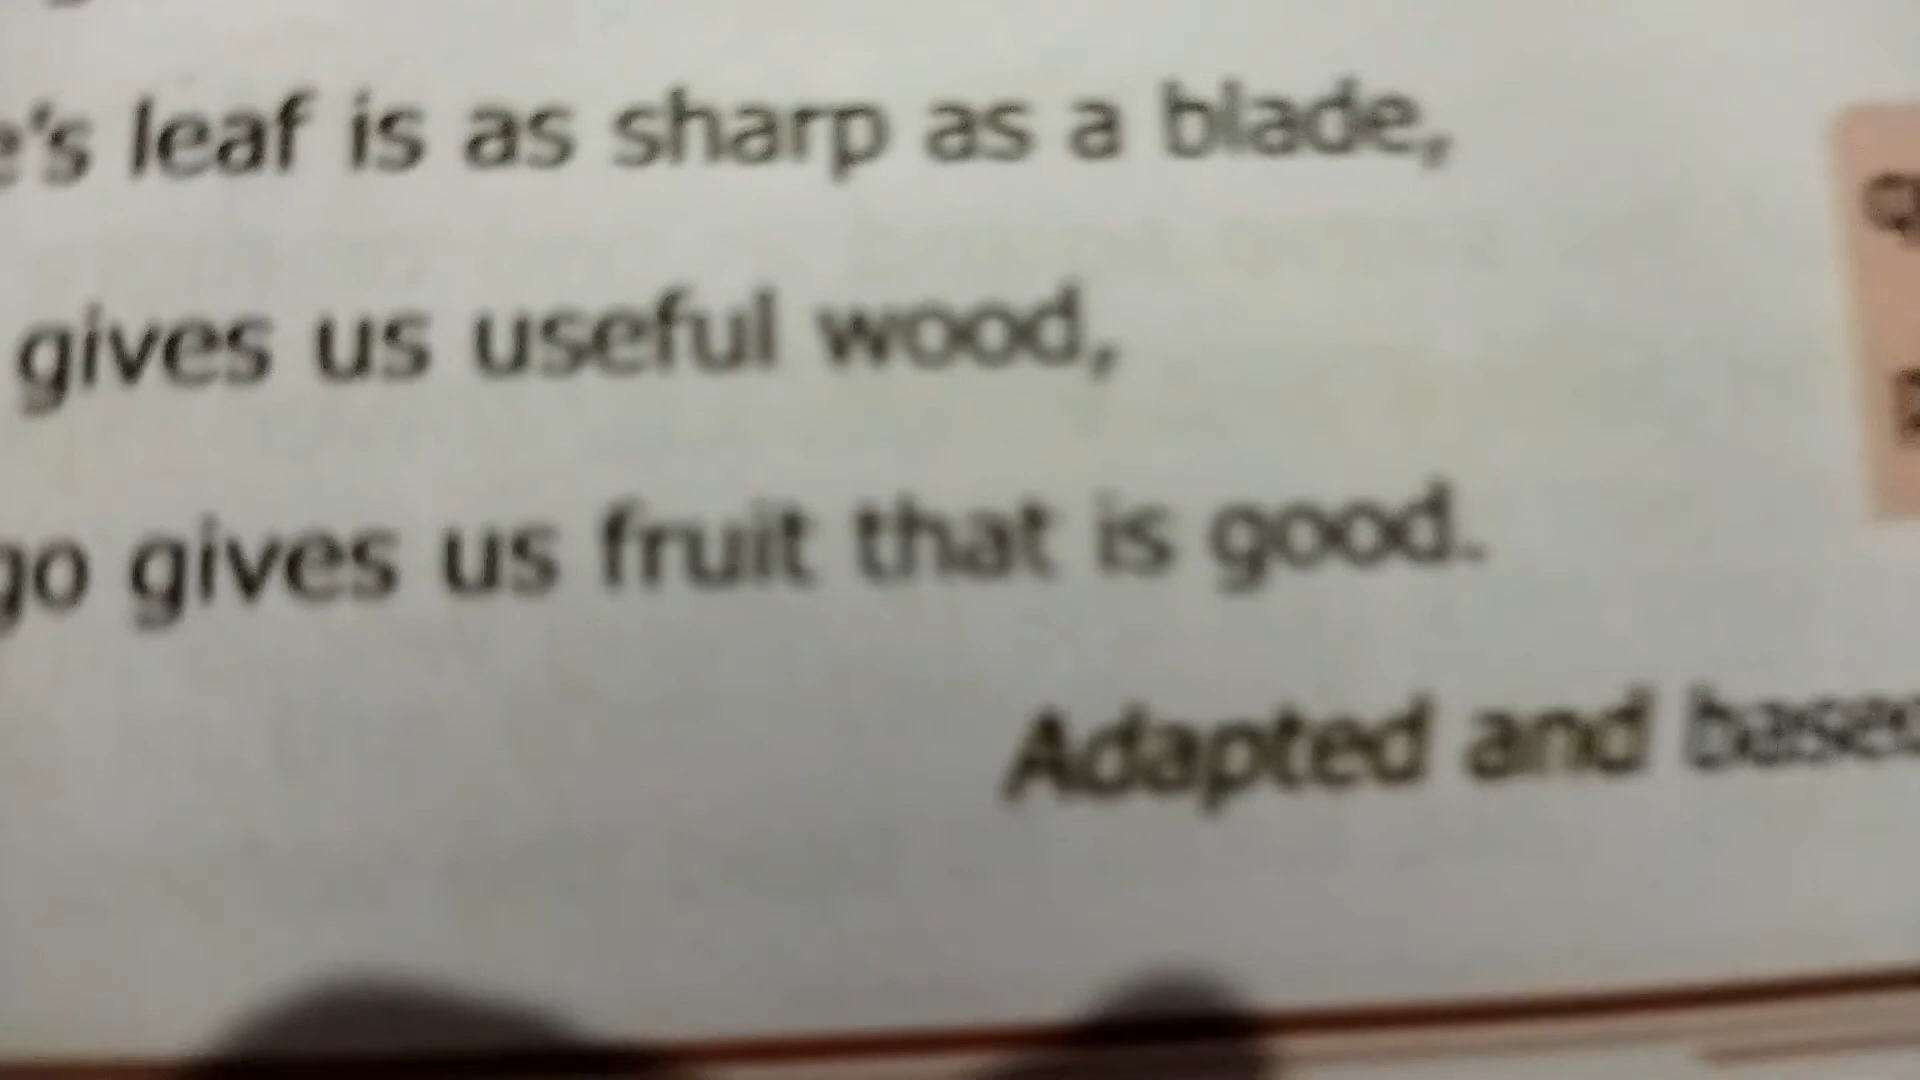 's leaf is as sharp as a blade,
gives us useful wood,
go gives us fruit that is good.
Adapted and based